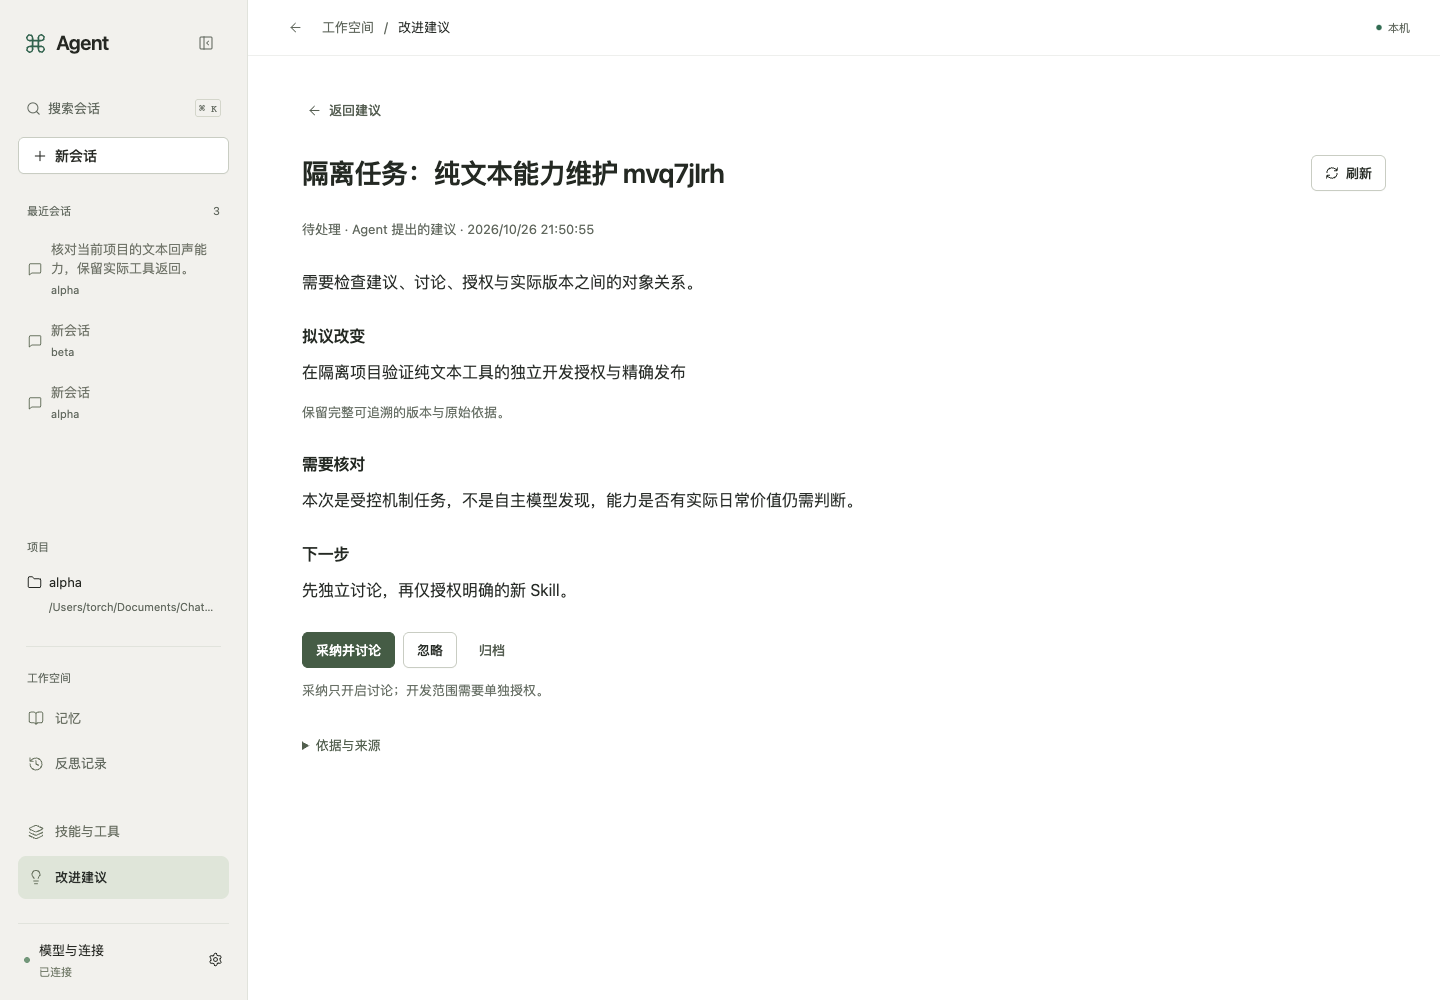 Agent
搜索会话
⌘ K
新会话
最近会话
3
核对当前项目的文本回声能
力，保留实际工具返回。
alpha
新会话
beta
新会话
alpha
项目
alpha
/Users/torch/Documents/Chat...
工作空间
记忆
反思记录
技能与工具
改进建议
模型与连接
已连接
工作空间 / 改进建议
本机
返回建议
隔离任务：纯文本能力维护 mvq7jlrh
刷新
待处理 · Agent 提出的建议 · 2026/10/26 21:50:55
需要检查建议、讨论、授权与实际版本之间的对象关系。
拟议改变
在隔离项目验证纯文本工具的独立开发授权与精确发布
保留完整可追溯的版本与原始依据。
需要核对
本次是受控机制任务，不是自主模型发现，能力是否有实际日常价值仍需判断。
下一步
先独立讨论，再仅授权明确的新 Skill。
采纳并讨论
忽略
归档
采纳只开启讨论；开发范围需要单独授权。
依据与来源